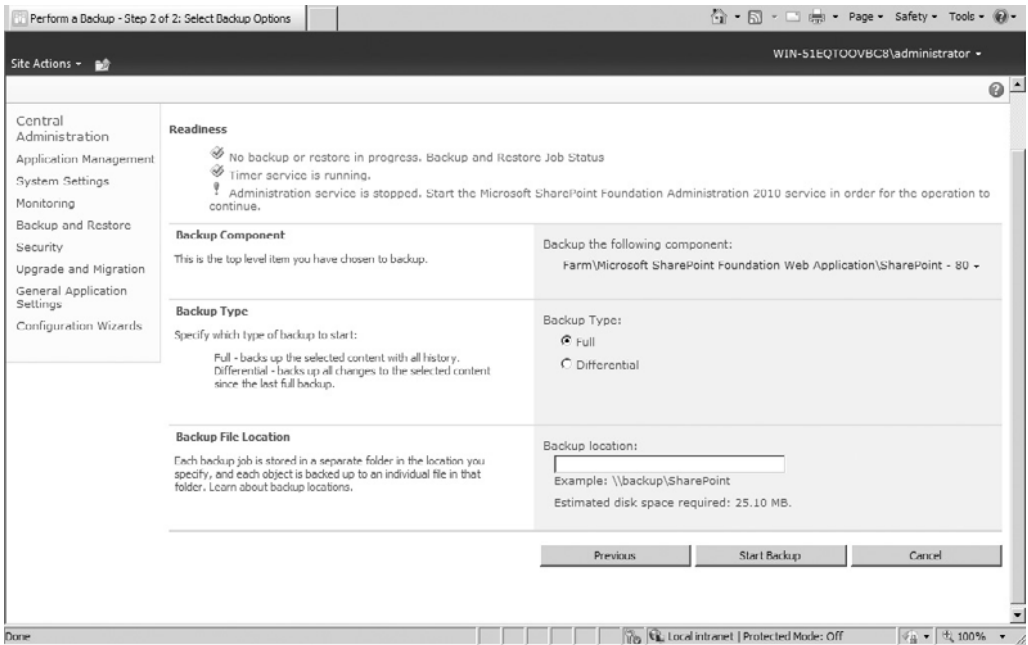 Perform a Backup - Step 2 of 2: Select Backup Options
Page
Safety
Tools
WIN-51EQTOOVBC8\administrator
Site Actions
Central
Administration
Application Management
System Settings
Monitoring
Backup and Restore
Security
Upgrade and Migration
General Application
Settings
Configuration Wizards
Readiness
No backup or restore in progress. Backup and Restore Job Status
Timer service is running.
Administration service is stopped. Start the Microsoft SharePoint Foundation Administration 2010 service in order for the operation to
continue.
Backup Component
This is the top level item you have chosen to backup.
Backup the following component:
Farm\Microsoft SharePoint Foundation Web Application\SharePoint - 80
Backup Type
Specify which type of backup to start:
Full - backs up the selected content with all history.
Differential - backs up all changes to the selected content
since the last full backup.
Backup Type:
Full
Differential
Backup File Location
Each backup job is stored in a separate folder in the location you
specify, and each object is backed up to an individual file in that
folder. Learn about backup locations.
Backup location:
Example: \\backup\SharePoint
Estimated disk space required: 25.10 MB.
Previous
Start Backup
Cancel
Done
Local intranet | Protected Mode: Off
100%